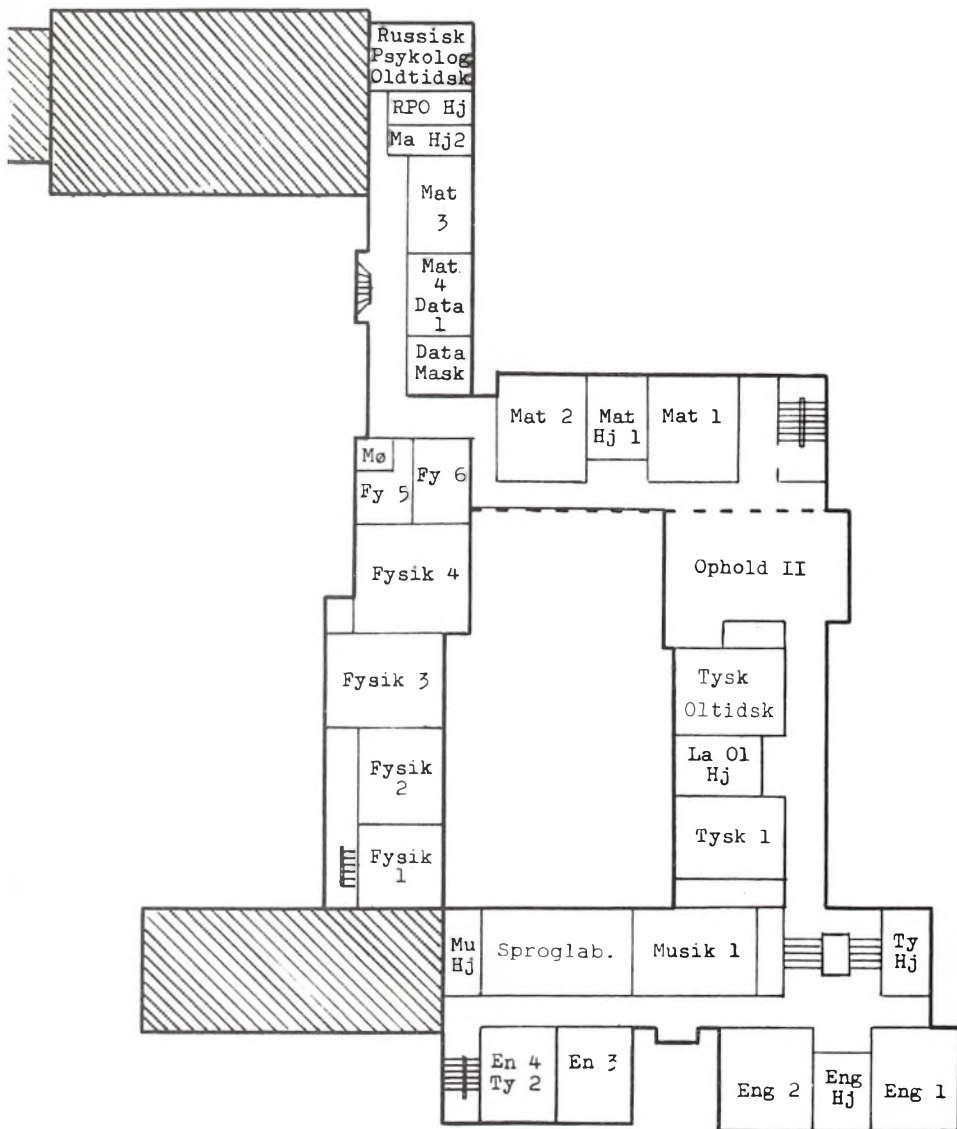 Russisk
Psykolog
Oldtidsk
RPO Hj
Ma Hj2
Mat
3
Mat
4
Data
1
Data
Mask
Mat 2
Mat
Hj 1
Mat 1
Mø
Fy 5
Fy 6
Fysik 4
Ophold II
Fysik 3
Tysk
Oltidsk
La Ol
Hj
Fysik
2
Tysk 1
Fysik
1
Mu
Hj
Sproglab.
Musik 1
Ty
Hj
En 4
Ty 2
En 3
Eng 2
Eng
Hj
Eng 1